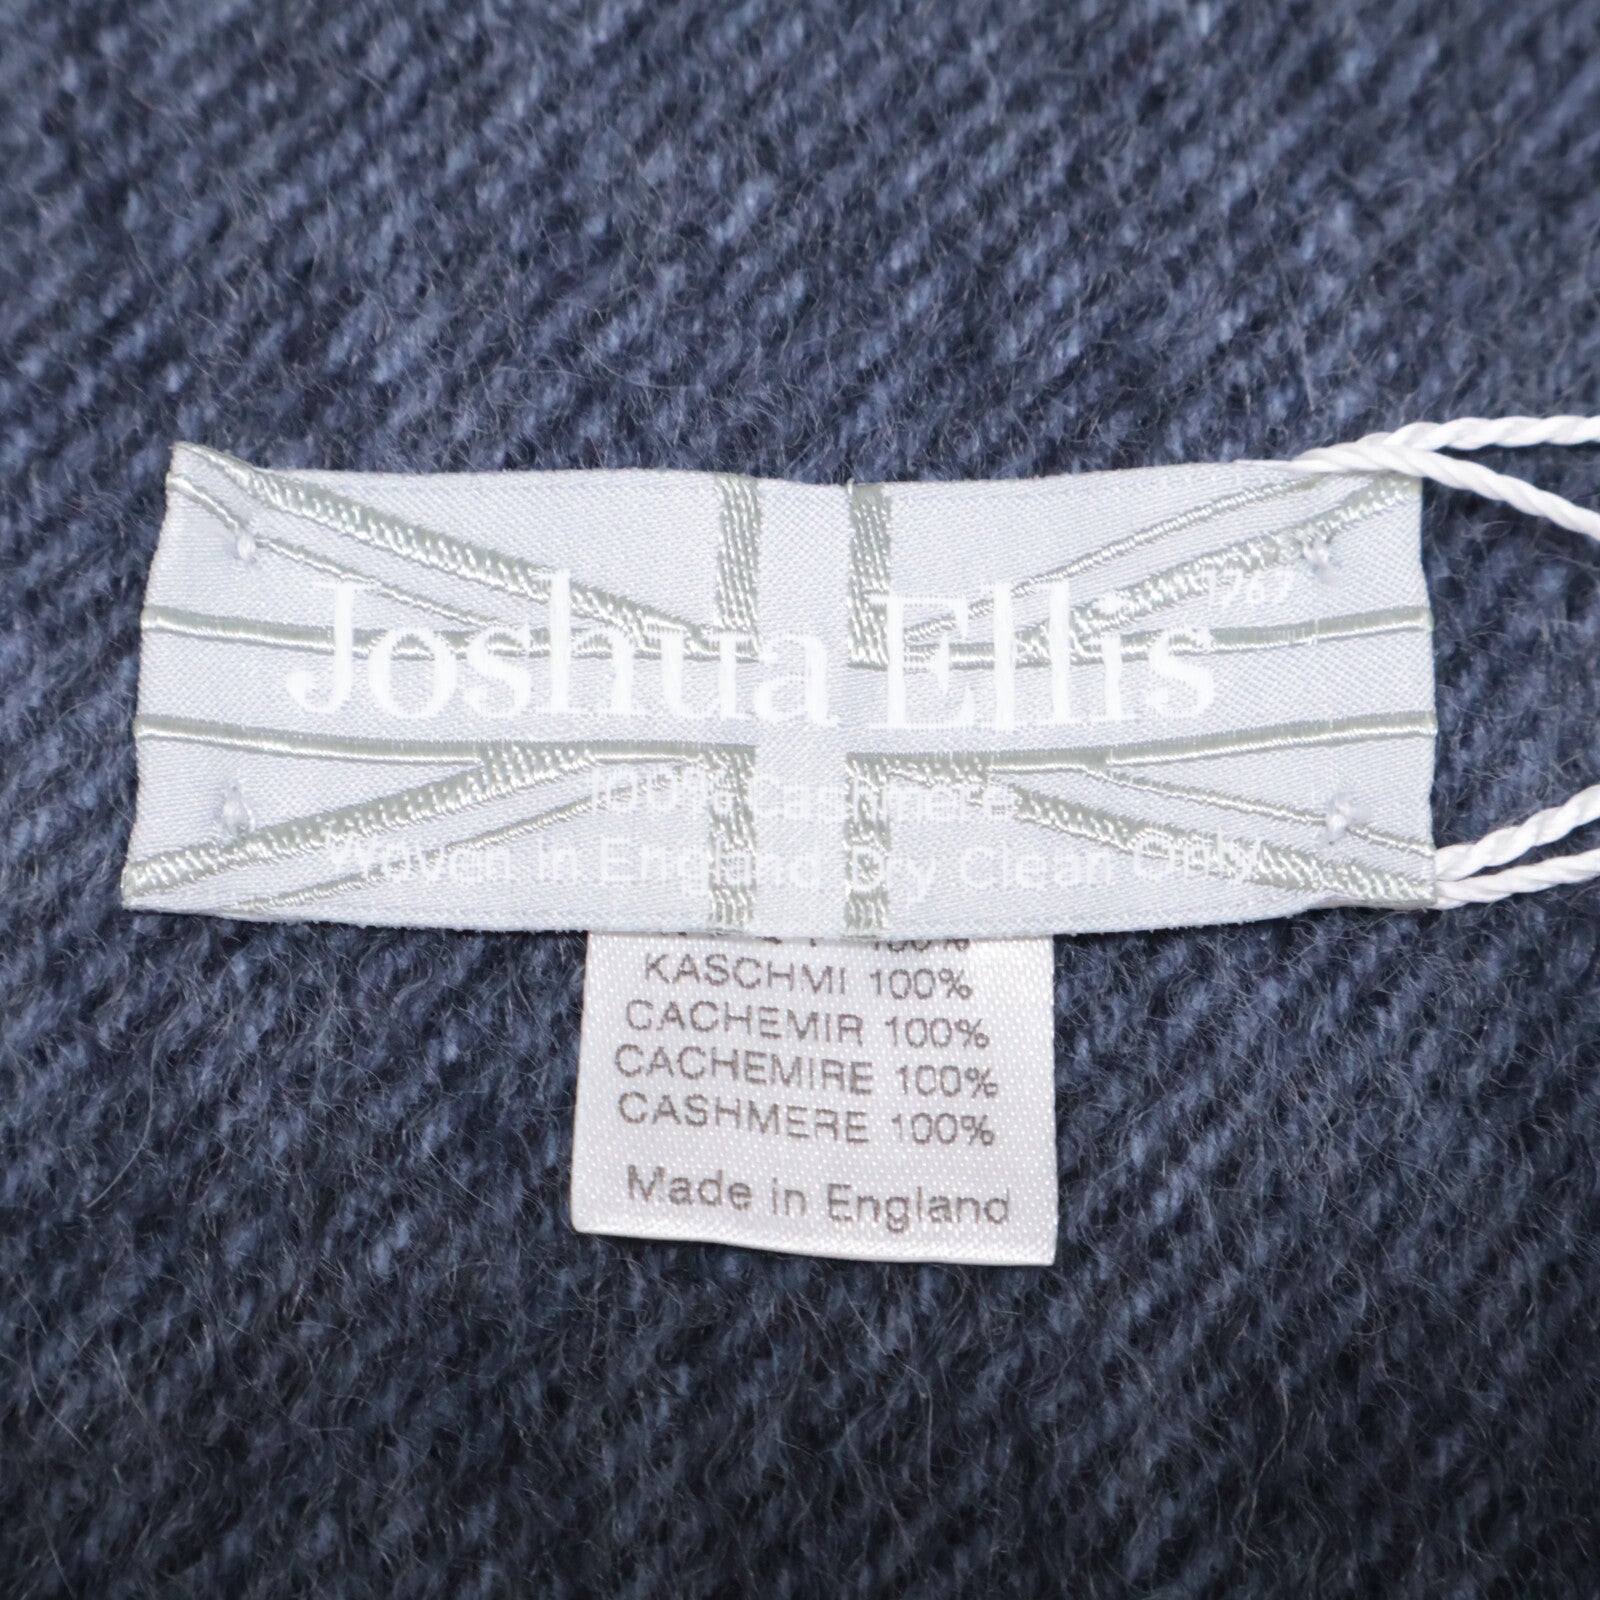 Joshua Ellis 1767
100% Cashmere
Woven in England Dry Clean Only
100%
KASCHMI 100%
CACHEMIR 100%
CACHEMIRE 100%
CASHMERE 100%
Made in England